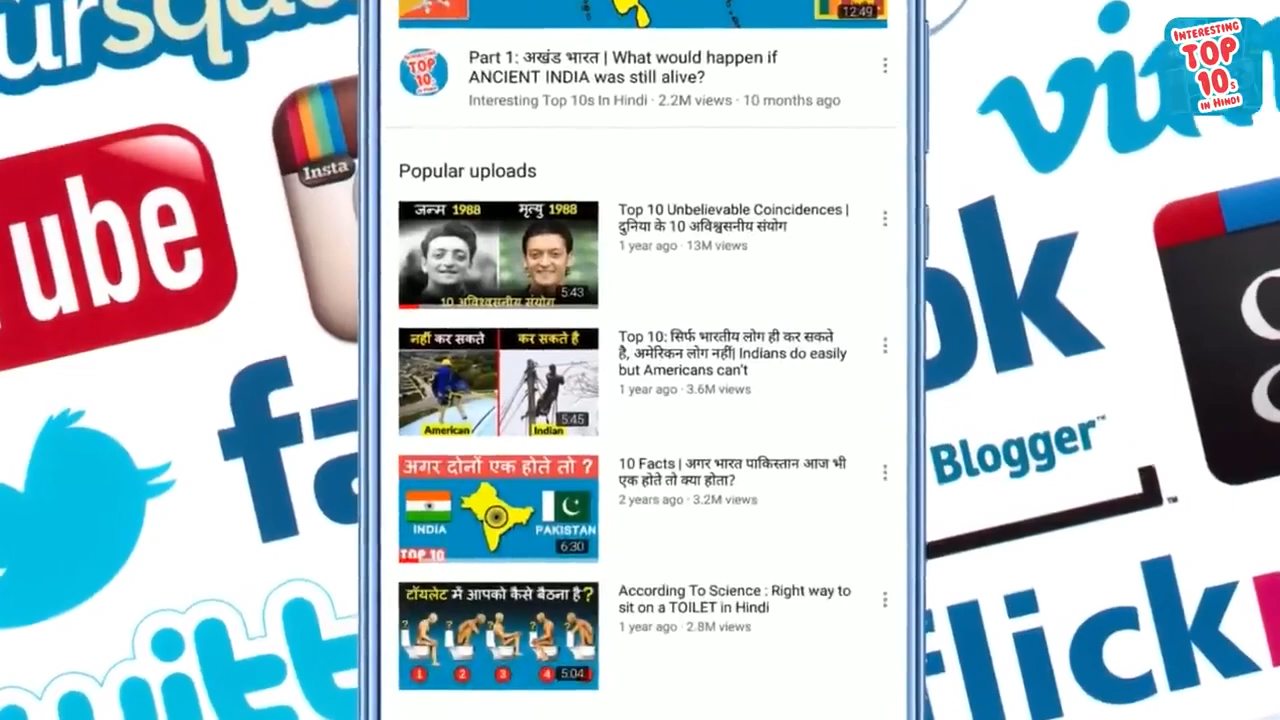 12:49
INTERESTING
TOP
10s
IN HINDI
Part 1: अखंड भारत | What would happen if
ANCIENT INDIA was still alive?
Interesting Top 10s In Hindi · 2.2M views · 10 months ago
Insta
ube
Popular uploads
जन्म 1988 मृत्यु 1988
5:43
10 अविश्वसनीय संयोग
Top 10 Unbelievable Coincidences |
दुनिया के 10 अविश्वसनीय संयोग
1 year ago · 13M views
नहीं कर सकते कर सकते है
5:45
American Indian
Top 10: सिर्फ भारतीय लोग ही कर सकते
है, अमेरिकन लोग नहीं| Indians do easily
but Americans can't
1 year ago · 3.6M views
Blogger™
अगर दोनों एक होते तो ?
INDIA PAKISTAN
6:30
TOP 10
10 Facts | अगर भारत पाकिस्तान आज भी
एक होते तो क्या होता?
2 years ago · 3.2M views
flick
टॉयलेट में आपको कैसे बैठना है?
1 2 3 4 5:04
According To Science : Right way to
sit on a TOILET in Hindi
1 year ago · 2.8M views